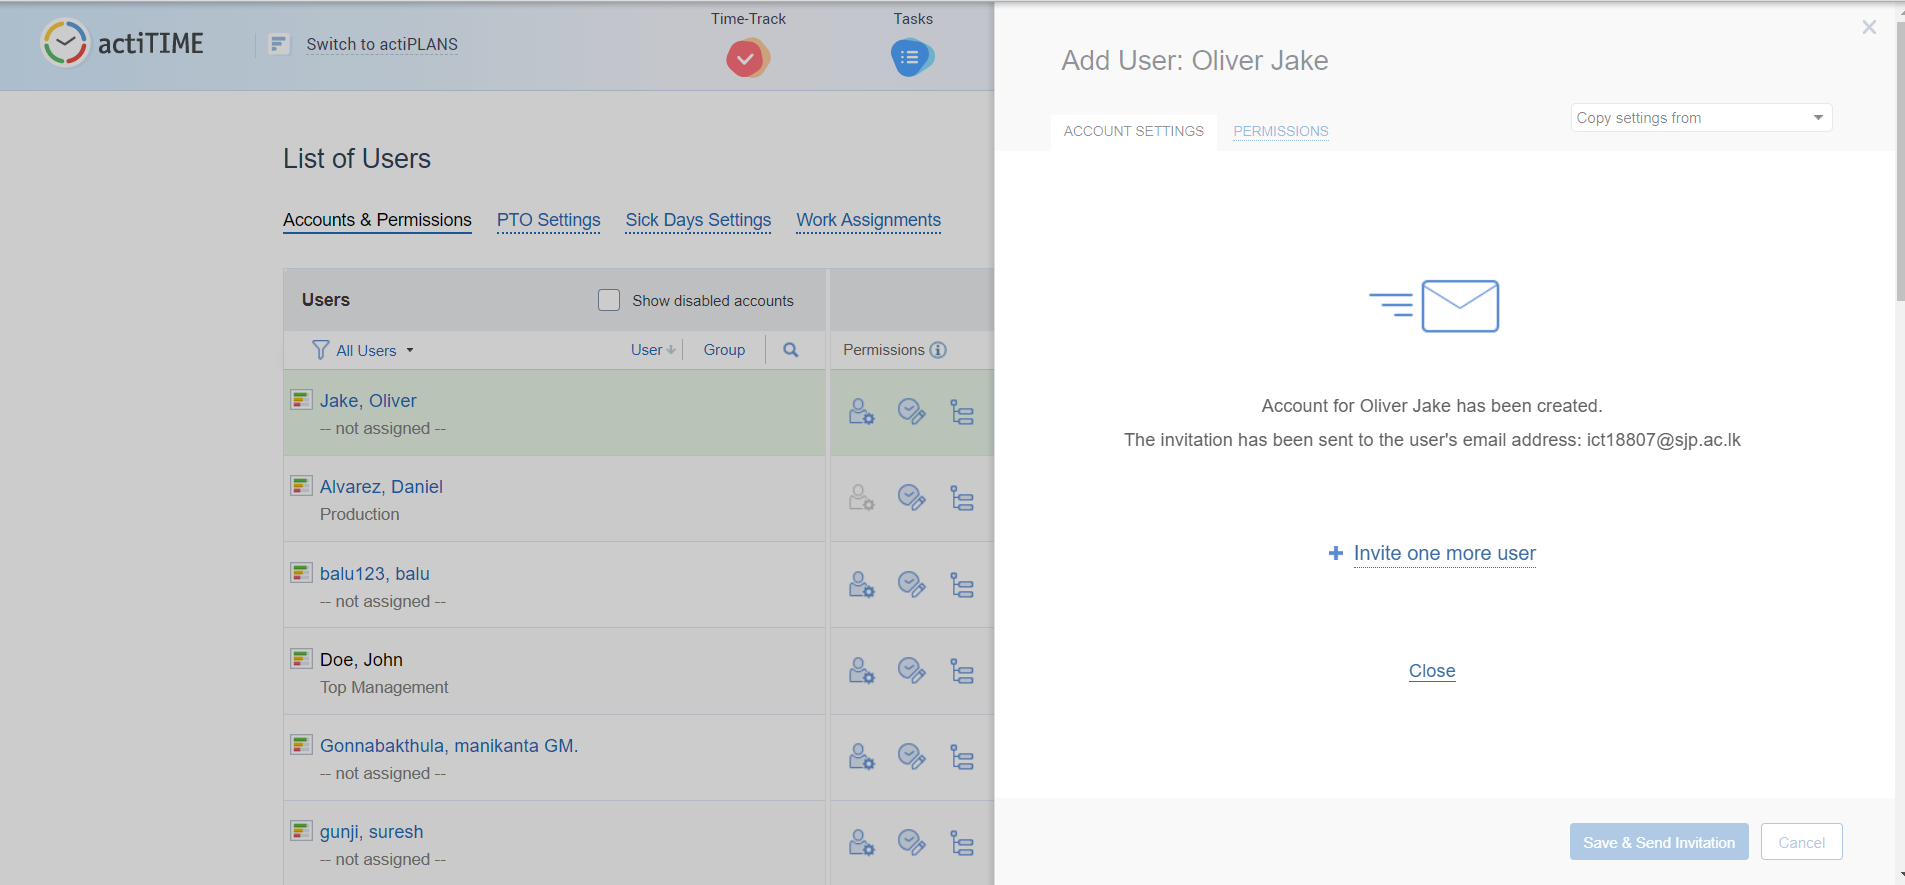 actiTIME
Switch to actiPLANS
Time-Track
Tasks
List of Users
Accounts & Permissions
PTO Settings
Sick Days Settings
Work Assignments
Users
Show disabled accounts
All Users
User
Group
Permissions
Jake, Oliver
-- not assigned --
Alvarez, Daniel
Production
balu123, balu
-- not assigned --
Doe, John
Top Management
Gonnabakthula, manikanta GM.
-- not assigned --
gunji, suresh
-- not assigned --
Add User: Oliver Jake
Copy settings from
ACCOUNT SETTINGS
PERMISSIONS
Account for Oliver Jake has been created.
The invitation has been sent to the user's email address: ict18807@sjp.ac.lk
Invite one more user
Close
Save & Send Invitation
Cancel